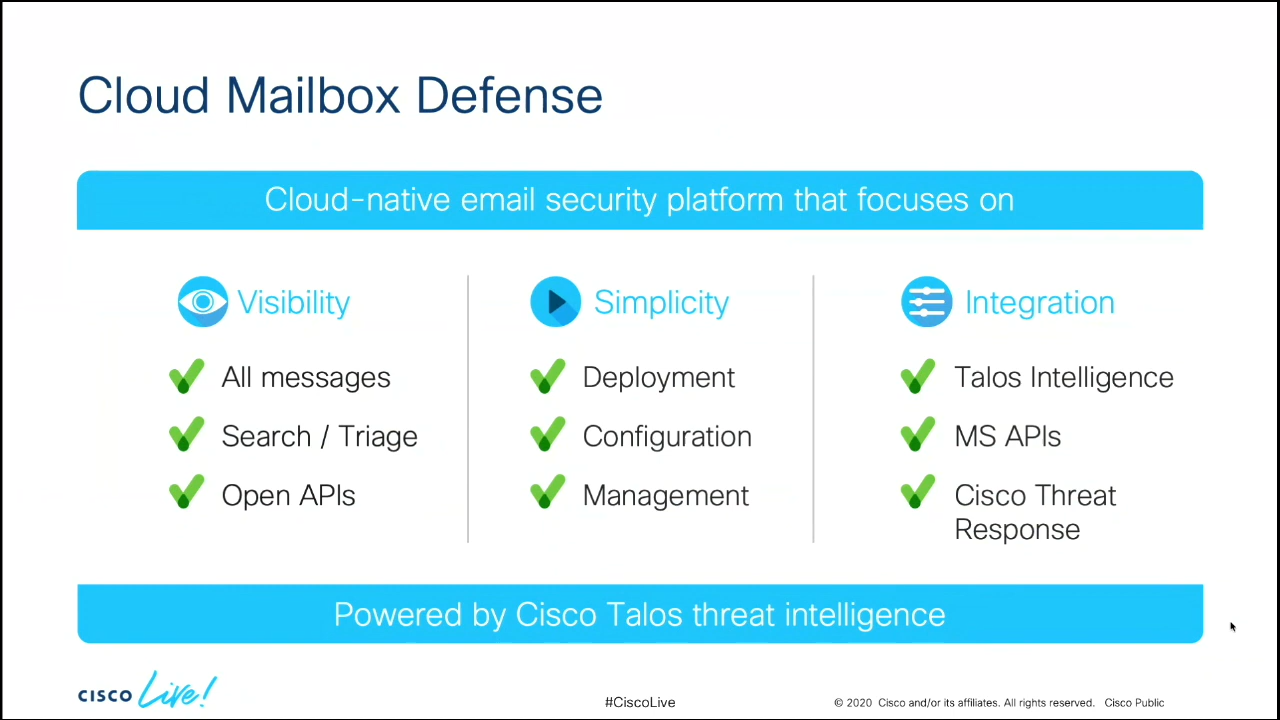 Cloud Mailbox Defense
Cloud-native email security platform that focuses on
Visibility
All messages
Search / Triage
Open APIs
Simplicity
Deployment
Configuration
Management
Integration
Talos Intelligence
MS APIs
Cisco Threat
Response
Powered by Cisco Talos threat intelligence
CISCO Live!
#CiscoLive
© 2020 Cisco and/or its affiliates. All rights reserved. Cisco Public